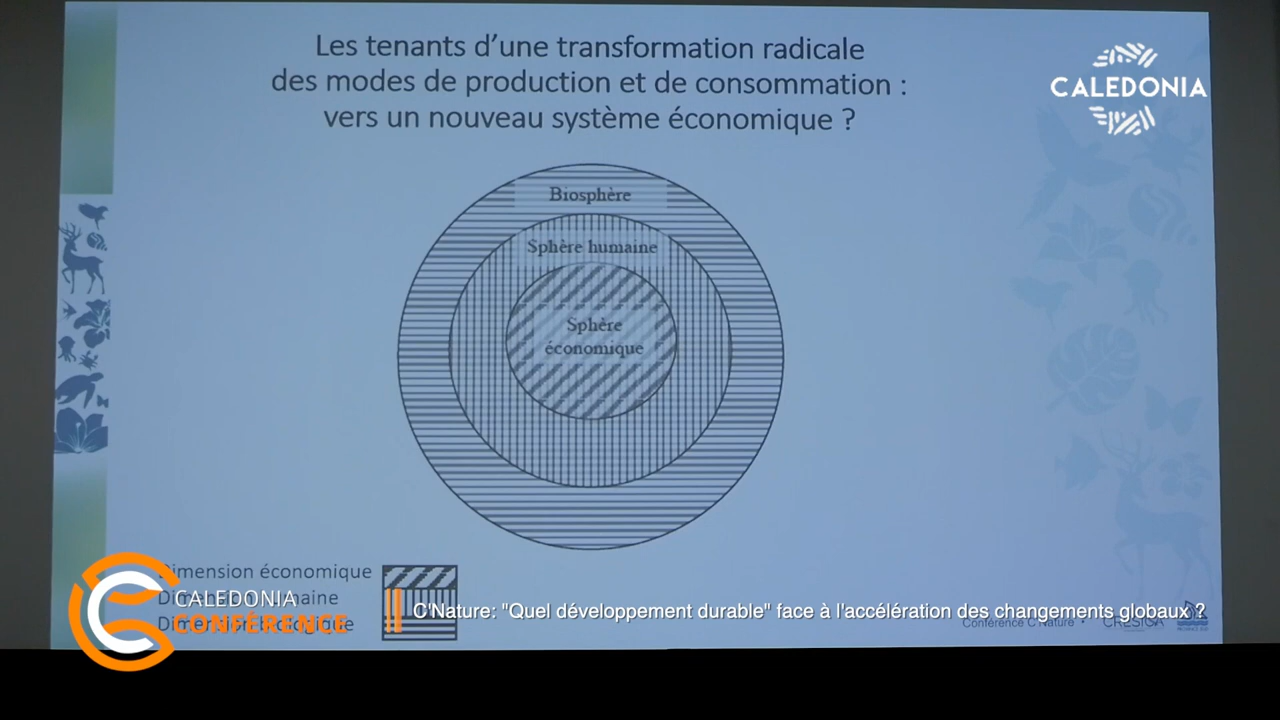 Les tenants d'une transformation radicale
des modes de production et de consommation :
vers un nouveau système économique ?
CALEDONIA
Biosphère
Sphère humaine
Sphère
économique
Dimension économique
CALEDONIA
CONFÉRENCE
C'Nature: "Quel développement durable" face à l'accélération des changements globaux ?
Conférence C'Nature
CRESICA